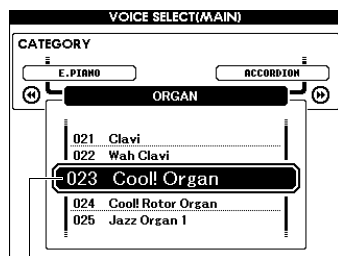 VOICE SELECT(MAIN)
CATEGORY
E.PIANO
ACCORDION
ORGAN
021 Clavi
022 Wah Clavi
023 Cool! Organ
024 Cool! Rotor Organ
025 Jazz Organ 1